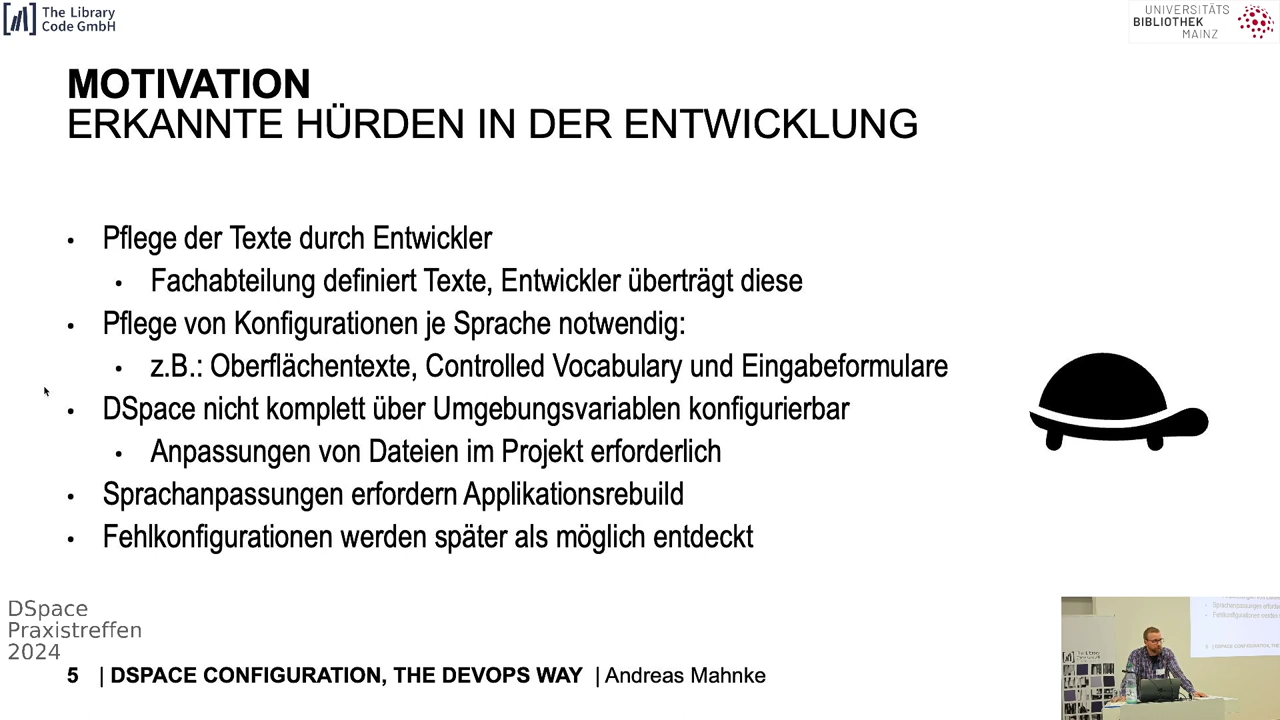 The Library
Code GmbH
UNIVERSITÄTS
BIBLIOTHEK
MAINZ
MOTIVATION
ERKANNTE HÜRDEN IN DER ENTWICKLUNG
• Pflege der Texte durch Entwickler
• Fachabteilung definiert Texte, Entwickler überträgt diese
• Pflege von Konfigurationen je Sprache notwendig:
• z.B.: Oberflächentexte, Controlled Vocabulary und Eingabeformulare
• DSpace nicht komplett über Umgebungsvariablen konfigurierbar
• Anpassungen von Dateien im Projekt erforderlich
• Sprachanpassungen erfordern Applikationsrebuild
• Fehlkonfigurationen werden später als möglich entdeckt
DSpace
Praxistreffen
2024
5 | DSPACE CONFIGURATION, THE DEVOPS WAY | Andreas Mahnke